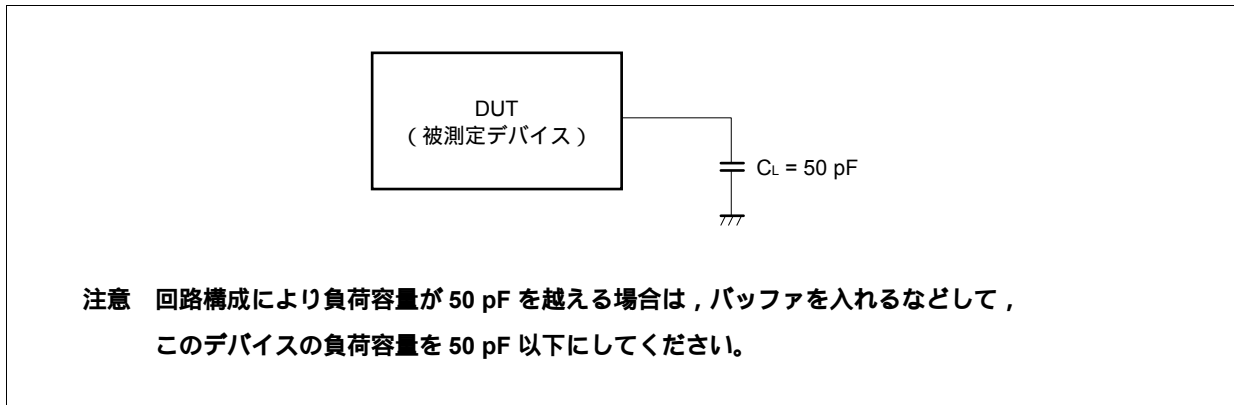 DUT
（被測定デバイス）
CL = 50 pF
注意　回路構成により負荷容量が 50 pF を越える場合は，バッファを入れるなどして，
このデバイスの負荷容量を 50 pF 以下にしてください。